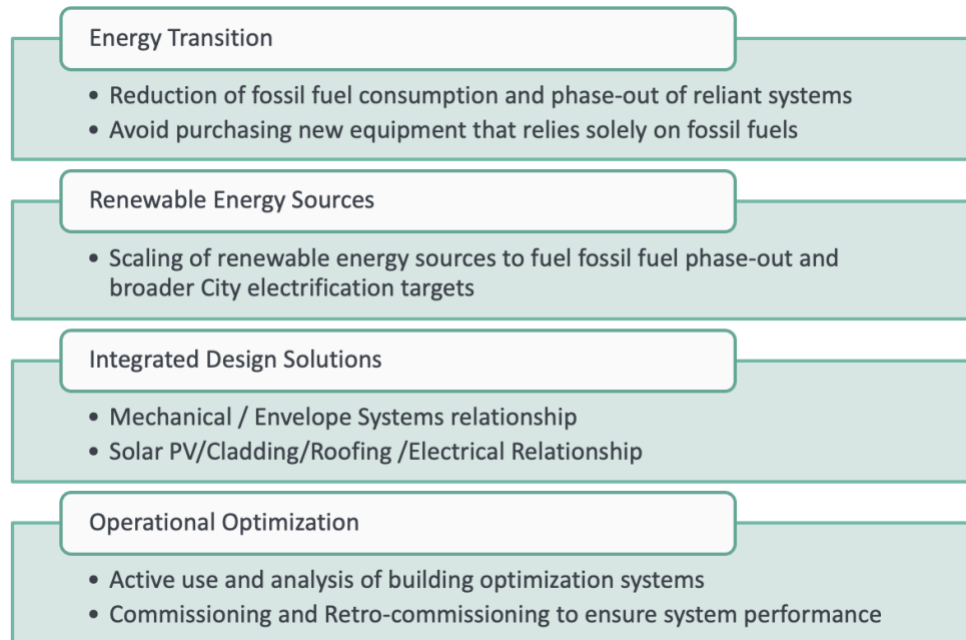 Energy Transition
• Reduction of fossil fuel consumption and phase-out of reliant systems
• Avoid purchasing new equipment that relies solely on fossil fuels
Renewable Energy Sources
• Scaling of renewable energy sources to fuel fossil fuel phase-out and
broader City electrification targets
Integrated Design Solutions
• Mechanical / Envelope Systems relationship
• Solar PV/Cladding/Roofing /Electrical Relationship
Operational Optimization
• Active use and analysis of building optimization systems
• Commissioning and Retro-commissioning to ensure system performance